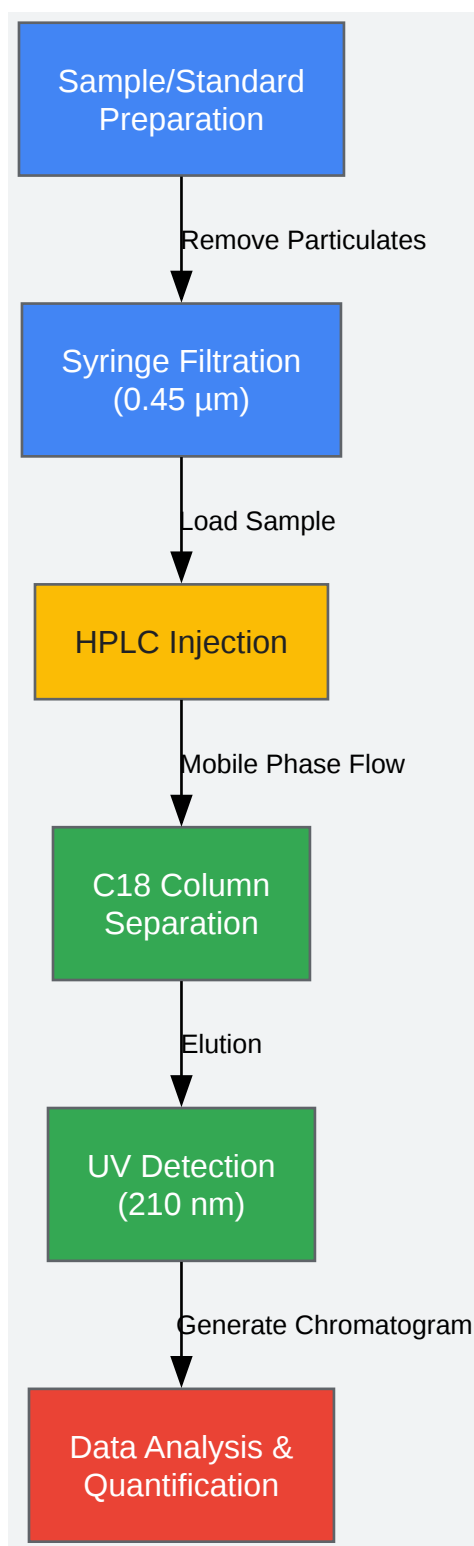 Sample/Standard
Preparation
Remove Particulates
Syringe Filtration
(0.45 µm)
Load Sample
HPLC Injection
Mobile Phase Flow
C18 Column
Separation
Elution
UV Detection
(210 nm)
Generate Chromatogram
Data Analysis &
Quantification